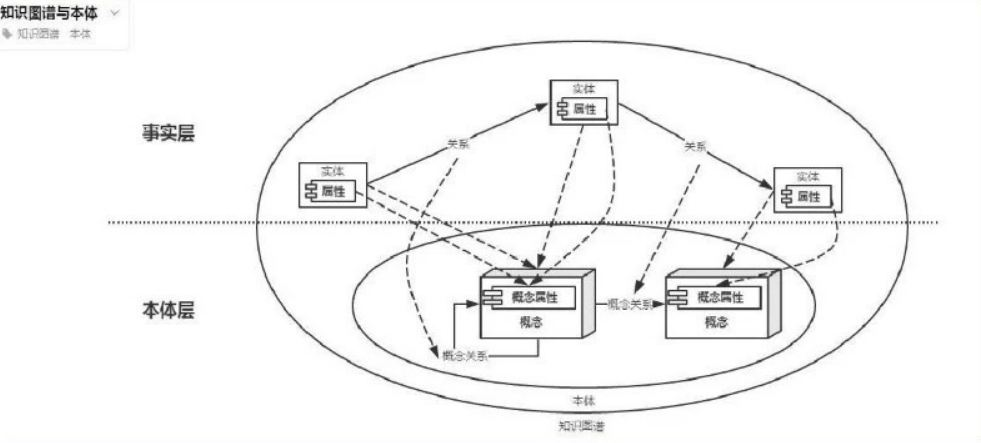 知识图谱与本体
知识图谱 本体
实体
属性
事实层
关系
关系
实体
属性
实体
属性
概念属性
概念
概念关系
概念属性
概念
本体层
概念关系
本体
知识图谱